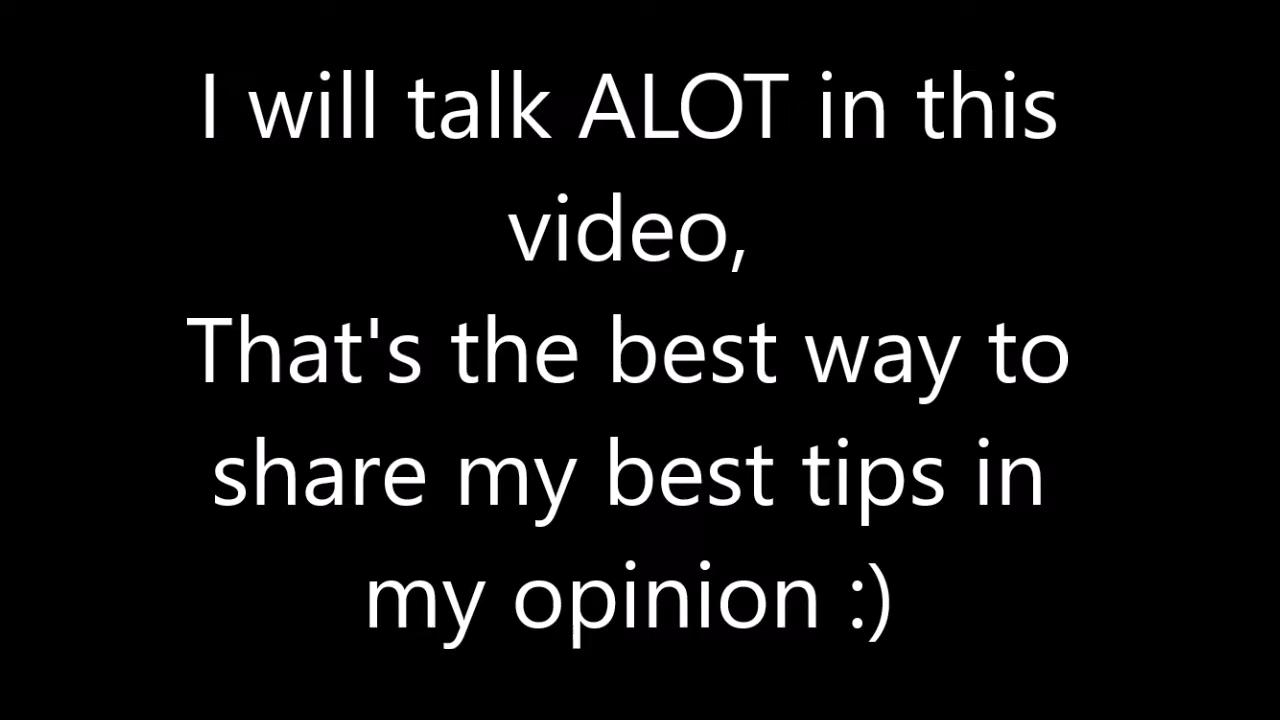 I will talk ALOT in this
video,
That's the best way to
share my best tips in
my opinion :)